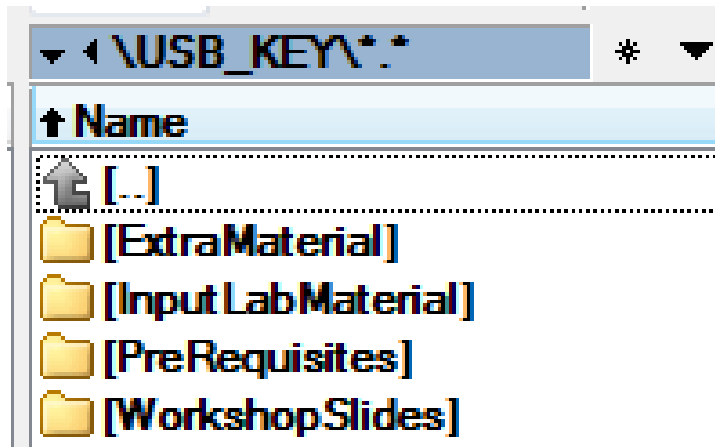 \USB_KEY\*.* *
Name
[..]
[ExtraMaterial]
[InputLabMaterial]
[PreRequisites]
[WorkshopSlides]